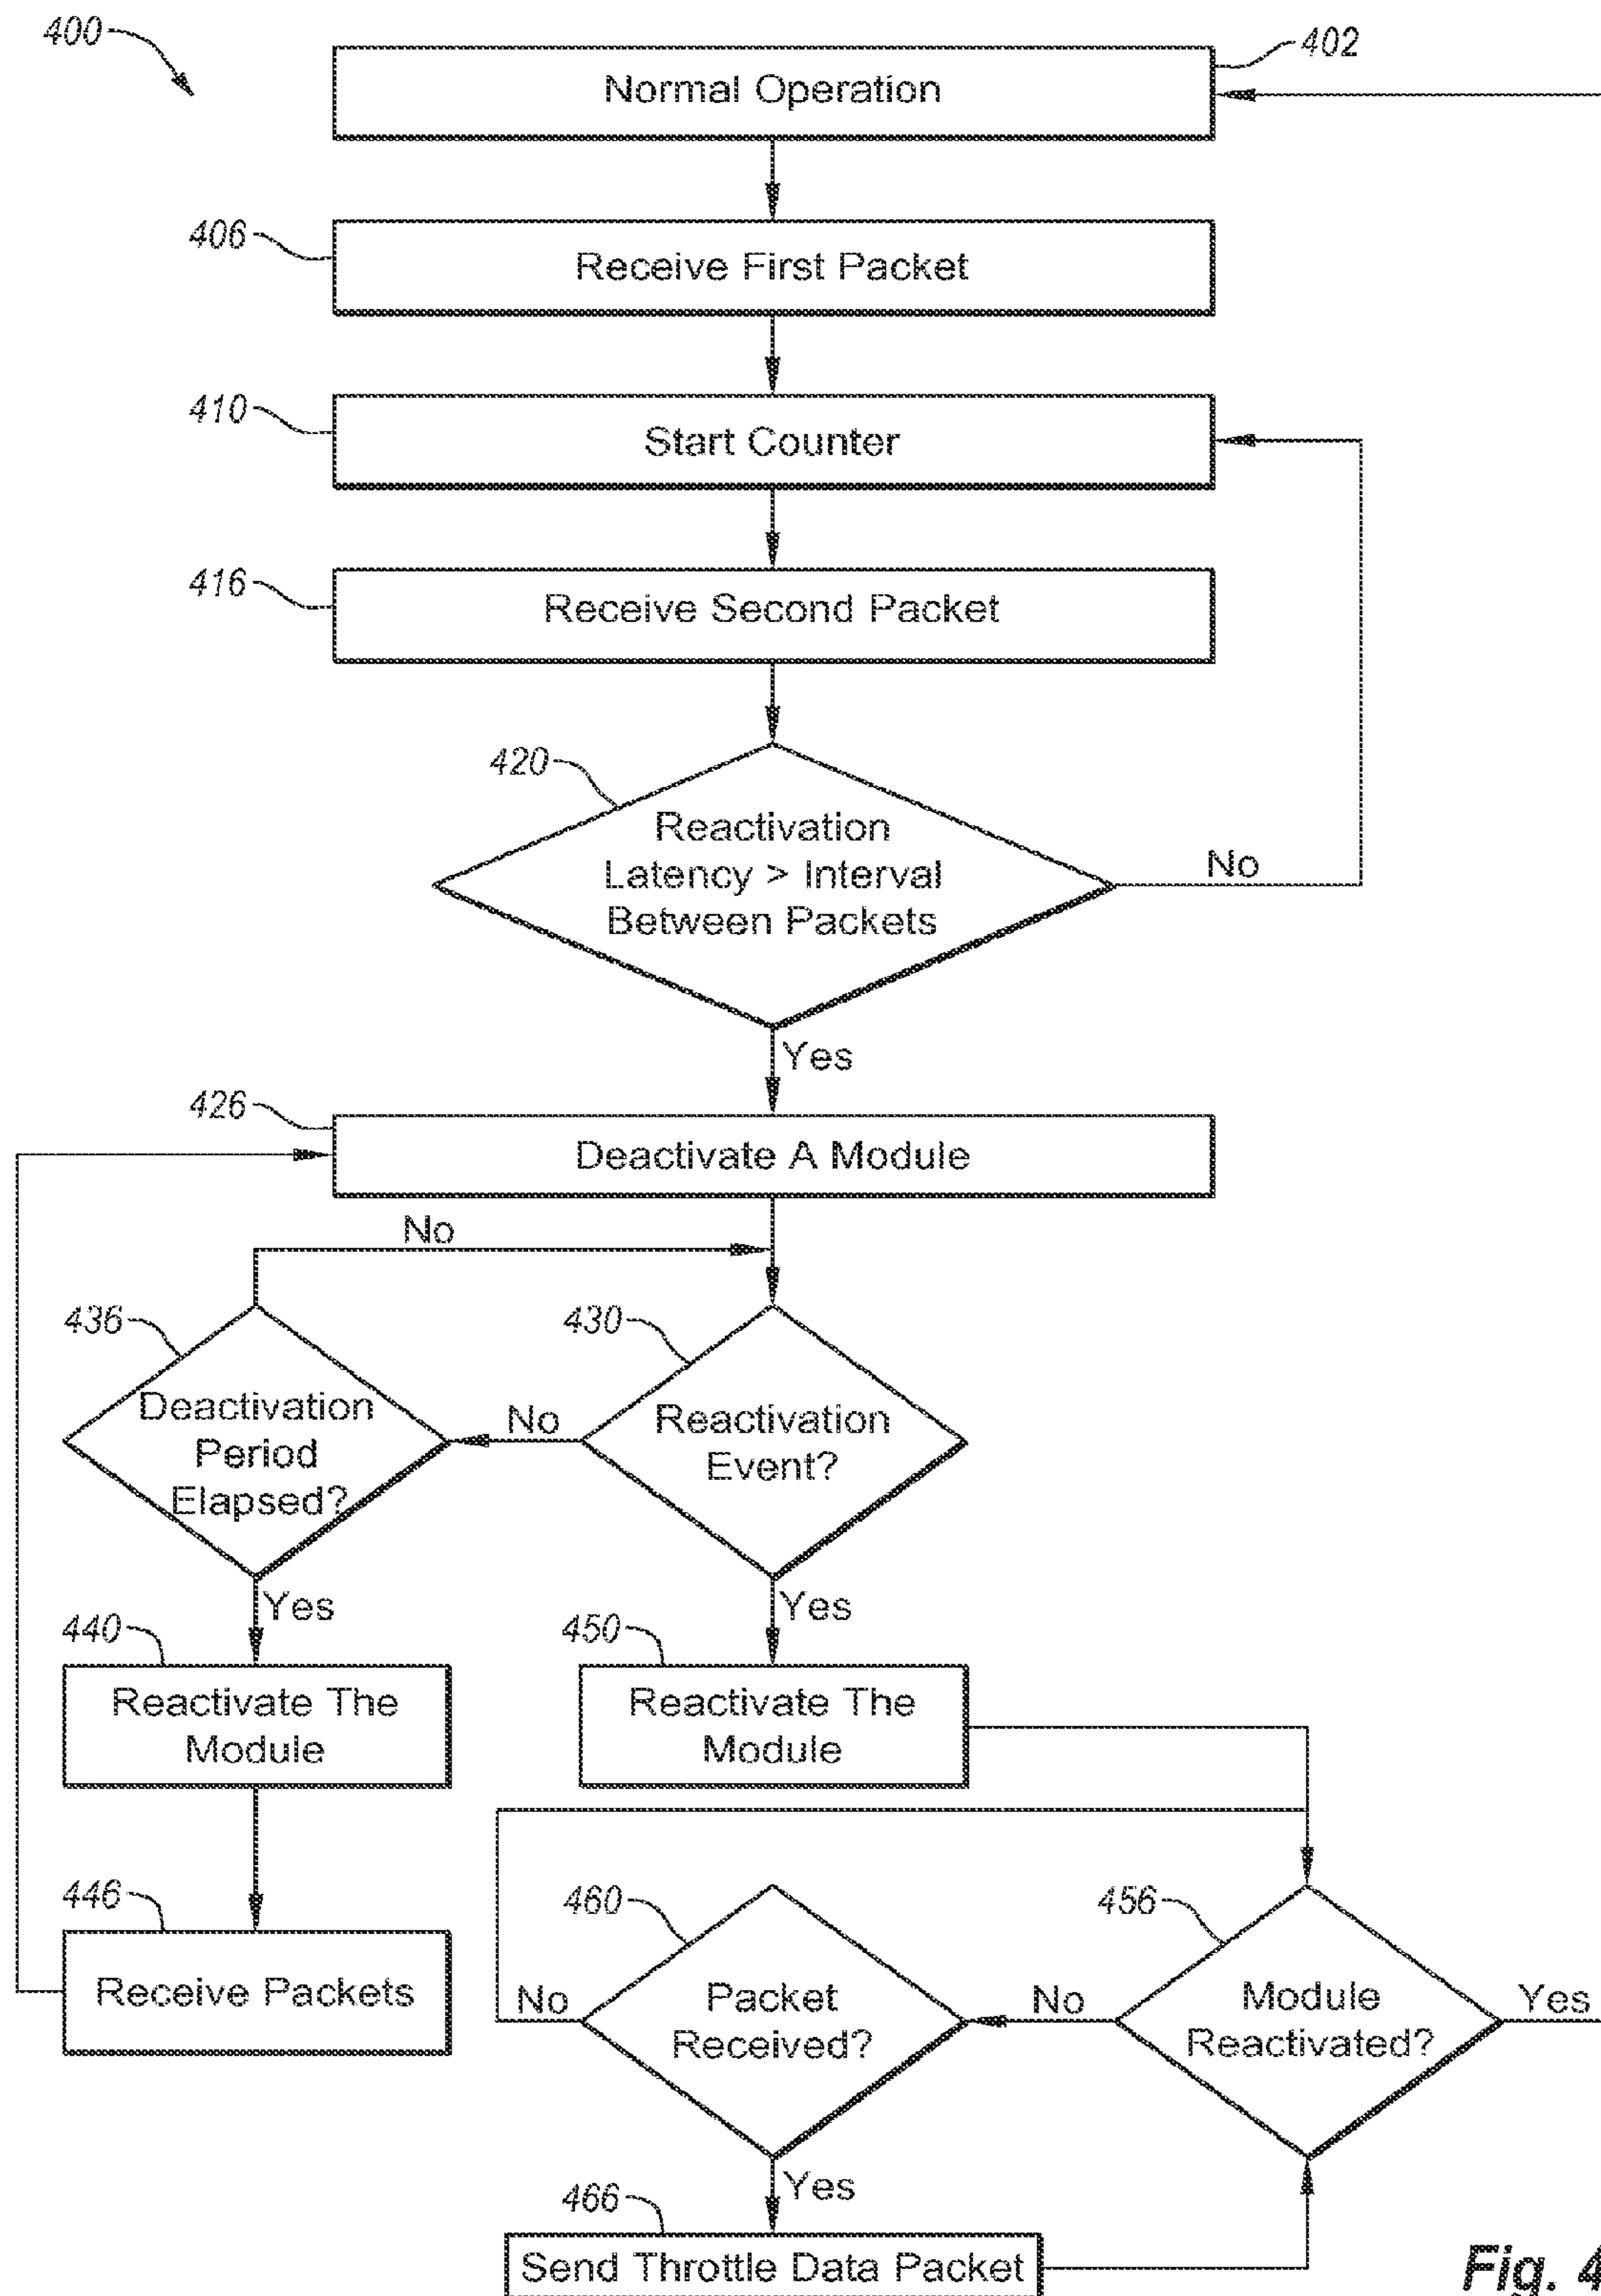 400
402
Normal Operation
406
Receive First Packet
410
Start Counter
416
Receive Second Packet
420
Reactivation
Latency > Interval
Between Packets
No
Yes
426
Deactivate A Module
No
436
430
Deactivation
Period
Elapsed?
No
Reactivation
Event?
Yes
Yes
440
450
Reactivate The
Module
Reactivate The
Module
446
460
456
Receive Packets
No
Packet
Received?
No
Module
Reactivated?
Yes
Yes
466
Send Throttle Data Packet
Fig. 4